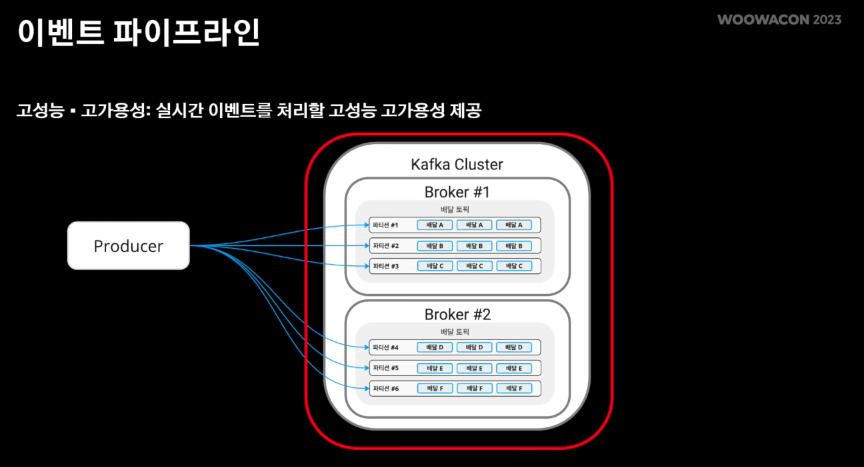 이벤트 파이프라인
WOOWACON 2023
고성능 ▪ 고가용성: 실시간 이벤트를 처리할 고성능 고가용성 제공
Producer
Kafka Cluster
Broker #1
배달 토픽
파티션 #1 배달 A 배달 A 배달 A
파티션 #2 배달 B 배달 B 배달 B
파티션 #3 배달 C 배달 C 배달 C
Broker #2
배달 토픽
파티션 #4 배달 D 배달 D 배달 D
파티션 #5 배달 E 배달 E 배달 E
파티션 #6 배달 F 배달 F 배달 F